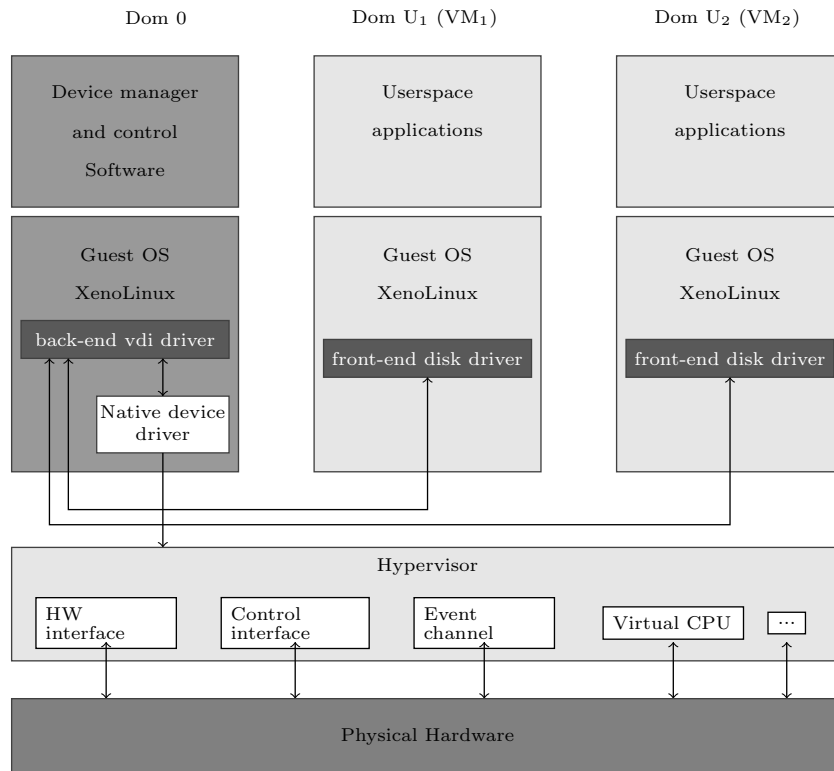 Dom 0
Dom U₁ (VM₁)
Dom U₂ (VM₂)
Device manager
and control
Software
Userspace
applications
Userspace
applications
Guest OS
XenoLinux
back-end vdi driver
Native device
driver
Guest OS
XenoLinux
front-end disk driver
Guest OS
XenoLinux
front-end disk driver
Hypervisor
HW
interface
Control
interface
Event
channel
Virtual CPU
...
Physical Hardware